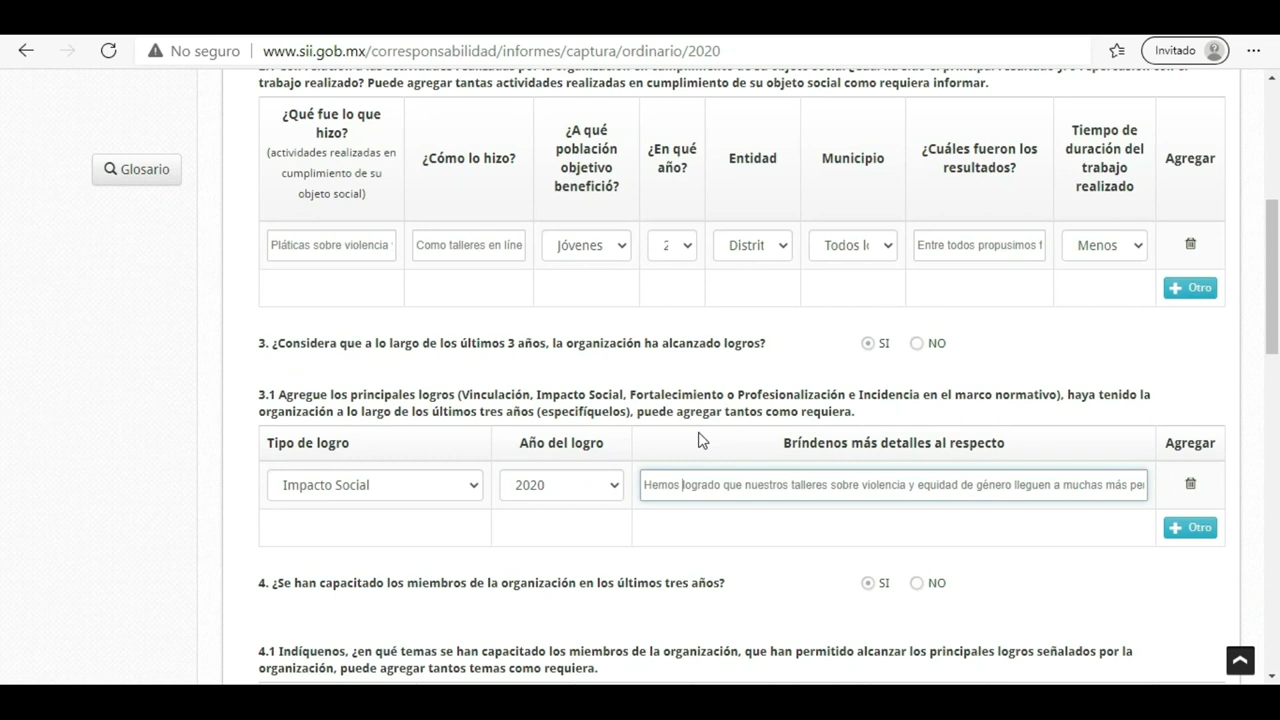 No seguro
www.sii.gob.mx/corresponsabilidad/informes/captura/ordinario/2020
Invitado
trabajo realizado? Puede agregar tantas actividades realizadas en cumplimiento de su objeto social como requiera informar.
Glosario
¿Qué fue lo que
hizo?
(actividades realizadas en
cumplimiento de su
objeto social)
¿Cómo lo hizo?
¿A qué
población
objetivo
benefició?
¿En qué
año?
Entidad
Municipio
¿Cuáles fueron los
resultados?
Tiempo de
duración del
trabajo
realizado
Agregar
Pláticas sobre violencia
Como talleres en líne
Jóvenes
Distrit
Todos l
Entre todos propusimos f
Menos
Otro
3. ¿Considera que a lo largo de los últimos 3 años, la organización ha alcanzado logros?
SI
NO
3.1 Agregue los principales logros (Vinculación, Impacto Social, Fortalecimiento o Profesionalización e Incidencia en el marco normativo), haya tenido la
organización a lo largo de los últimos tres años (especifíquelos), puede agregar tantos como requiera.
Tipo de logro
Año del logro
Bríndenos más detalles al respecto
Agregar
Impacto Social
2020
Hemos logrado que nuestros talleres sobre violencia y equidad de género lleguen a muchas más per
Otro
4. ¿Se han capacitado los miembros de la organización en los últimos tres años?
SI
NO
4.1 Indíquenos, ¿en qué temas se han capacitado los miembros de la organización, que han permitido alcanzar los principales logros señalados por la
organización, puede agregar tantos temas como requiera.